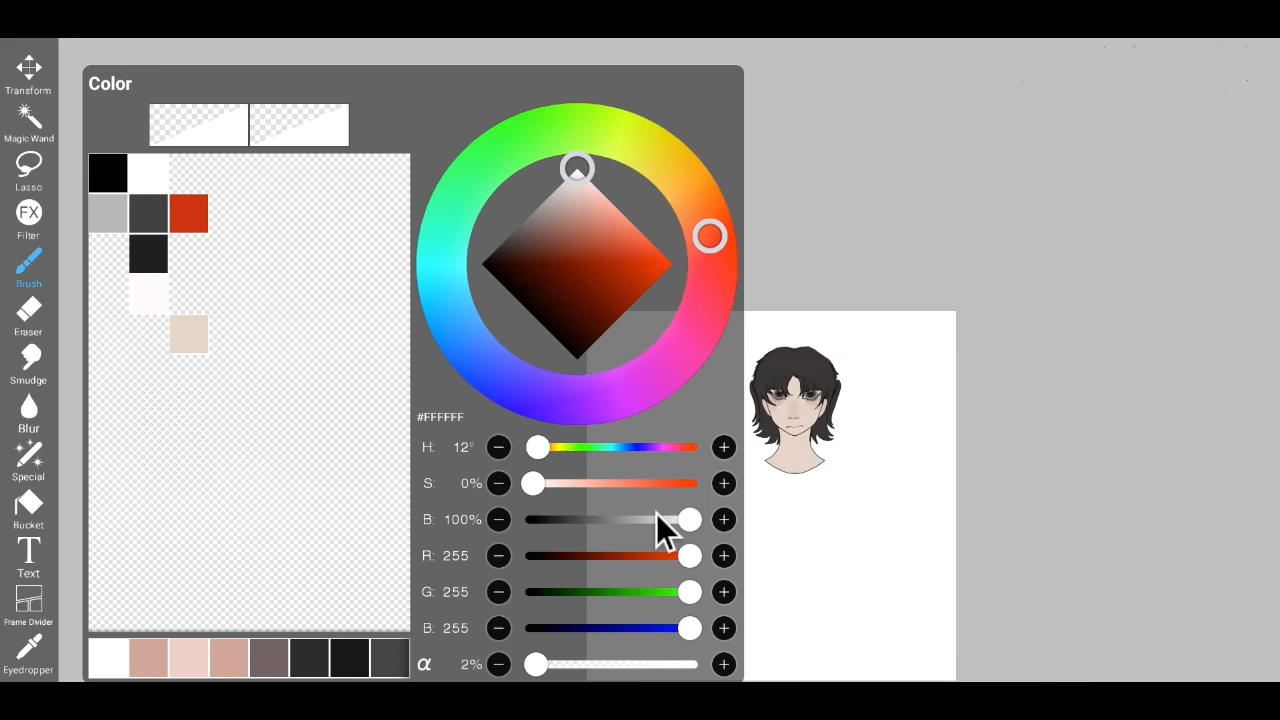 Transform
Magic Wand
Lasso
FX
Filter
Brush
Eraser
Smudge
Blur
Special
Bucket
T
Text
Frame Divider
Eyedropper
Color
#FFFFFF
H: 12°
S: 0%
B: 100%
R: 255
G: 255
B: 255
α 2%